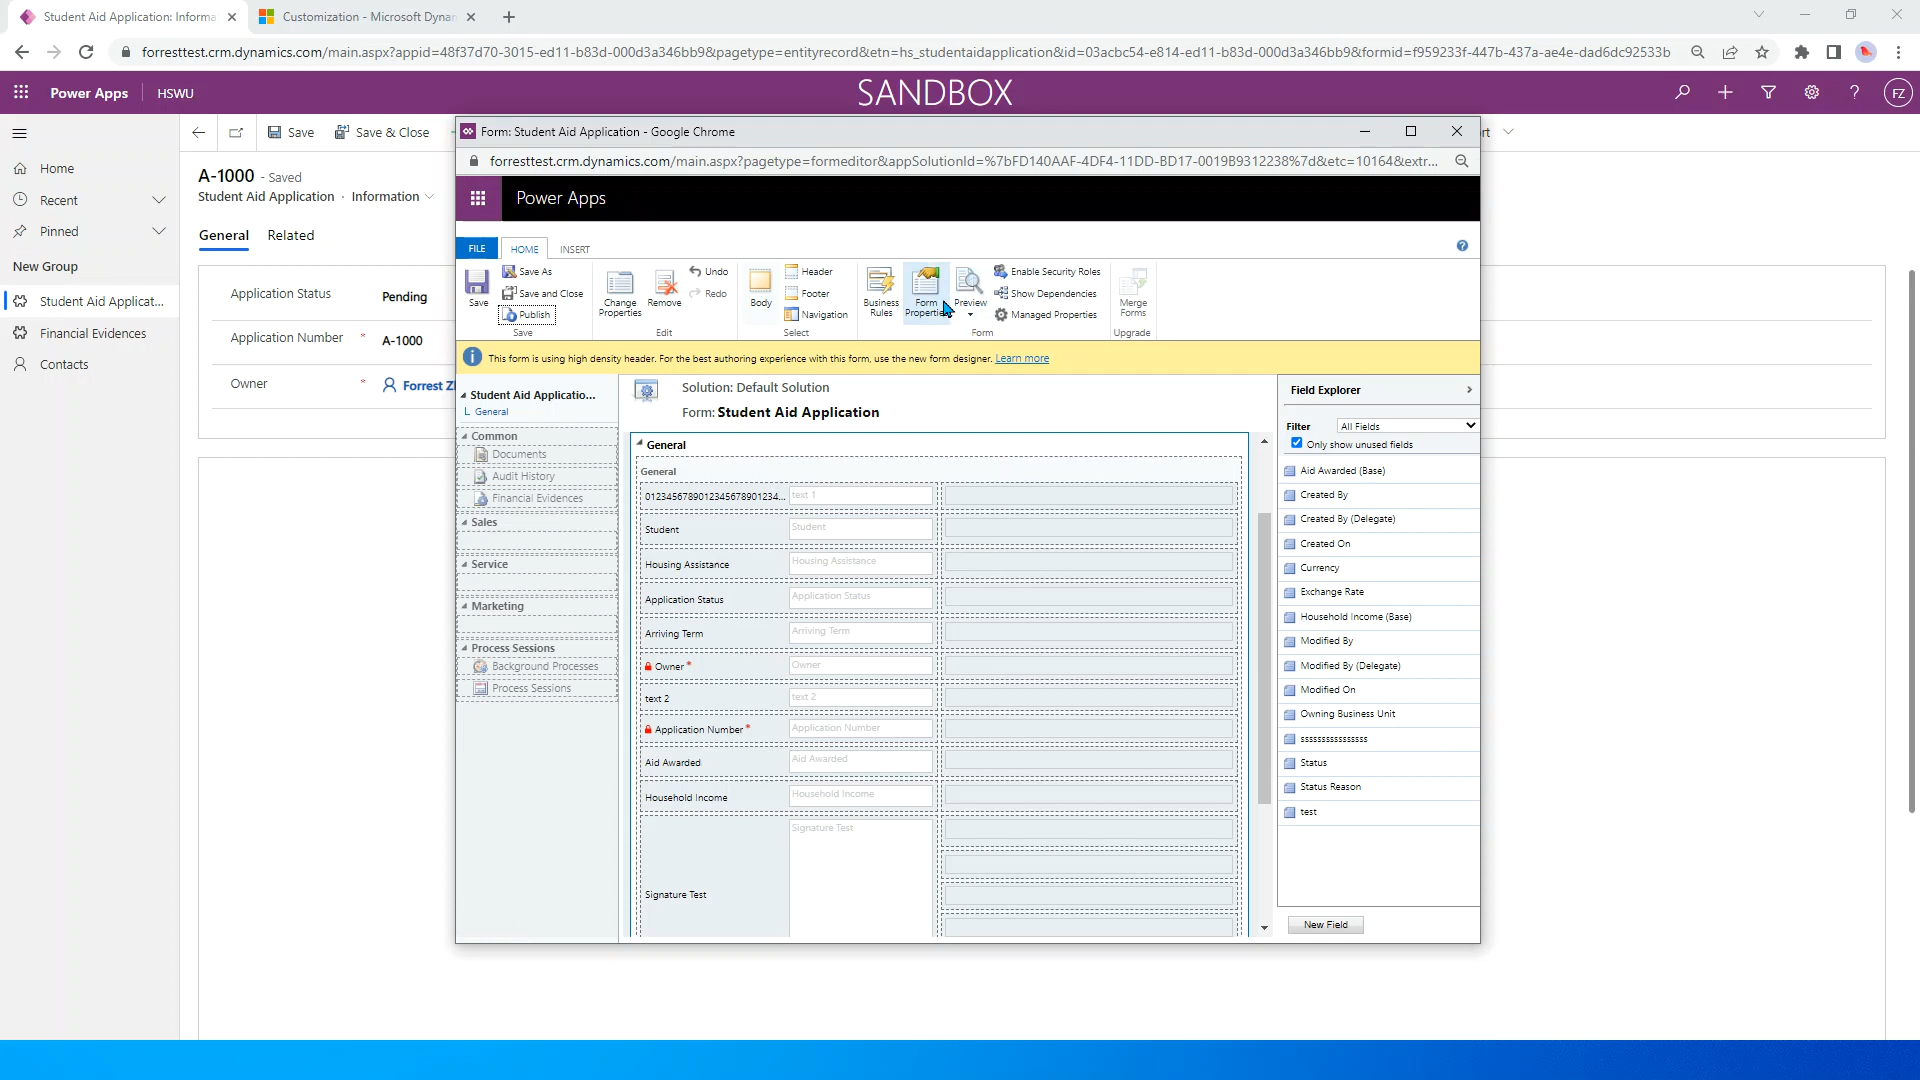 Student Aid Application: Informa
Customization - Microsoft Dynam
forresttest.crm.dynamics.com/main.aspx?appid=48f37d70-3015-ed11-b83d-000d3a346bb9&pagetype=entityrecord&etn=hs_studentaidapplication&id=03acbc54-e814-ed11-b83d-000d3a346bb9&formid=f959233f-447b-437a-ae4e-dad6dc92533b
Power Apps
HSWU
SANDBOX
FZ
Save
Save & Close
rt
Form: Student Aid Application - Google Chrome
forresttest.crm.dynamics.com/main.aspx?pagetype=formeditor&appSolutionId=%7bFD140AAF-4DF4-11DD-BD17-0019B9312238%7d&etc=10164&extr...
Home
Recent
Pinned
New Group
Student Aid Applicat...
Financial Evidences
Contacts
A-1000 - Saved
Student Aid Application · Information
General
Related
Application Status
Pending
Application Number *
A-1000
Owner *
Forrest Z
Power Apps
FILE
HOME
INSERT
Save
Save As
Save and Close
Publish
Save
Change Properties
Remove
Undo
Redo
Edit
Body
Header
Footer
Navigation
Select
Business Rules
Form Properties
Preview
Enable Security Roles
Show Dependencies
Managed Properties
Form
Merge Forms
Upgrade
This form is using high density header. For the best authoring experience with this form, use the new form designer. Learn more
Student Aid Applicatio...
General
Common
Documents
Audit History
Financial Evidences
Sales
Service
Marketing
Process Sessions
Background Processes
Process Sessions
Solution: Default Solution
Form: Student Aid Application
General
General
0123456789012345678901234...
text 1
Student
Student
Housing Assistance
Housing Assistance
Application Status
Application Status
Arriving Term
Arriving Term
Owner *
Owner
text 2
text 2
Application Number *
Application Number
Aid Awarded
Aid Awarded
Household Income
Household Income
Signature Test
Signature Test
Field Explorer
Filter
All Fields
Only show unused fields
Aid Awarded (Base)
Created By
Created By (Delegate)
Created On
Currency
Exchange Rate
Household Income (Base)
Modified By
Modified By (Delegate)
Modified On
Owning Business Unit
Status
Status Reason
test
New Field